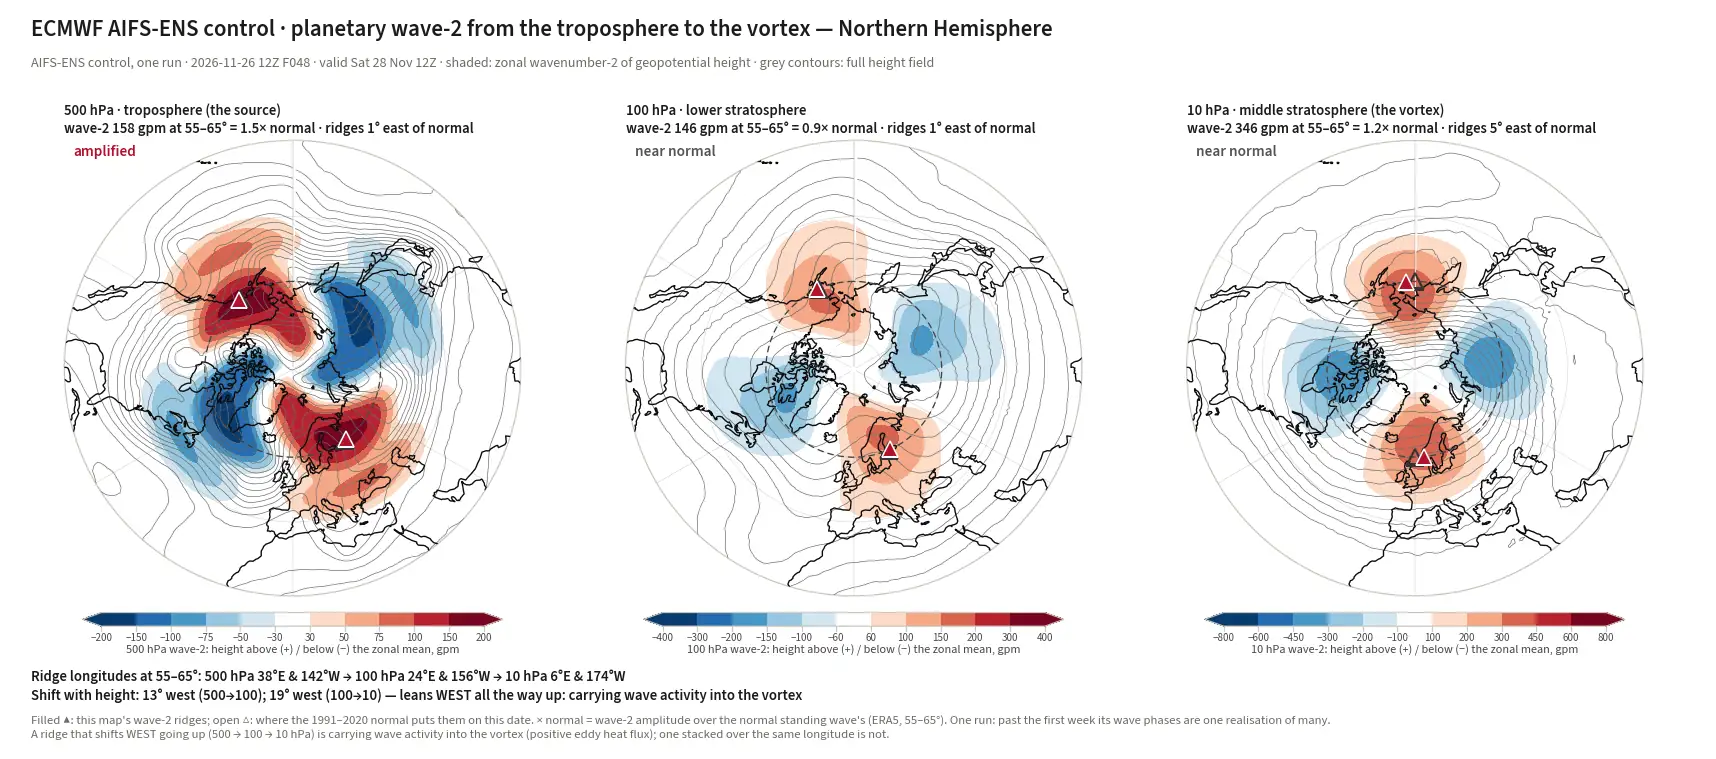 ECMWF AIFS-ENS control · planetary wave-2 from the troposphere to the vortex — Northern Hemisphere
AIFS-ENS control, one run · 2026-11-26 12Z F048 · valid Sat 28 Nov 12Z · shaded: zonal wavenumber-2 of geopotential height · grey contours: full height field
500 hPa · troposphere (the source)
wave-2 158 gpm at 55–65° = 1.5× normal · ridges 1° east of normal
amplified
100 hPa · lower stratosphere
wave-2 146 gpm at 55–65° = 0.9× normal · ridges 1° east of normal
near normal
10 hPa · middle stratosphere (the vortex)
wave-2 346 gpm at 55–65° = 1.2× normal · ridges 5° east of normal
near normal
−200 −150 −100 −75 −50 −30 30 50 75 100 150 200
500 hPa wave-2: height above (+) / below (−) the zonal mean, gpm
−400 −300 −200 −150 −100 −60 60 100 150 200 300 400
100 hPa wave-2: height above (+) / below (−) the zonal mean, gpm
−800 −600 −450 −300 −200 −100 100 200 300 450 600 800
10 hPa wave-2: height above (+) / below (−) the zonal mean, gpm
Ridge longitudes at 55–65°: 500 hPa 38°E & 142°W → 100 hPa 24°E & 156°W → 10 hPa 6°E & 174°W
Shift with height: 13° west (500→100); 19° west (100→10) — leans WEST all the way up: carrying wave activity into the vortex
Filled ▲: this map's wave-2 ridges; open △: where the 1991–2020 normal puts them on this date. × normal = wave-2 amplitude over the normal standing wave's (ERA5, 55–65°). One run: past the first week its wave phases are one realisation of many.
A ridge that shifts WEST going up (500 → 100 → 10 hPa) is carrying wave activity into the vortex (positive eddy heat flux); one stacked over the same longitude is not.